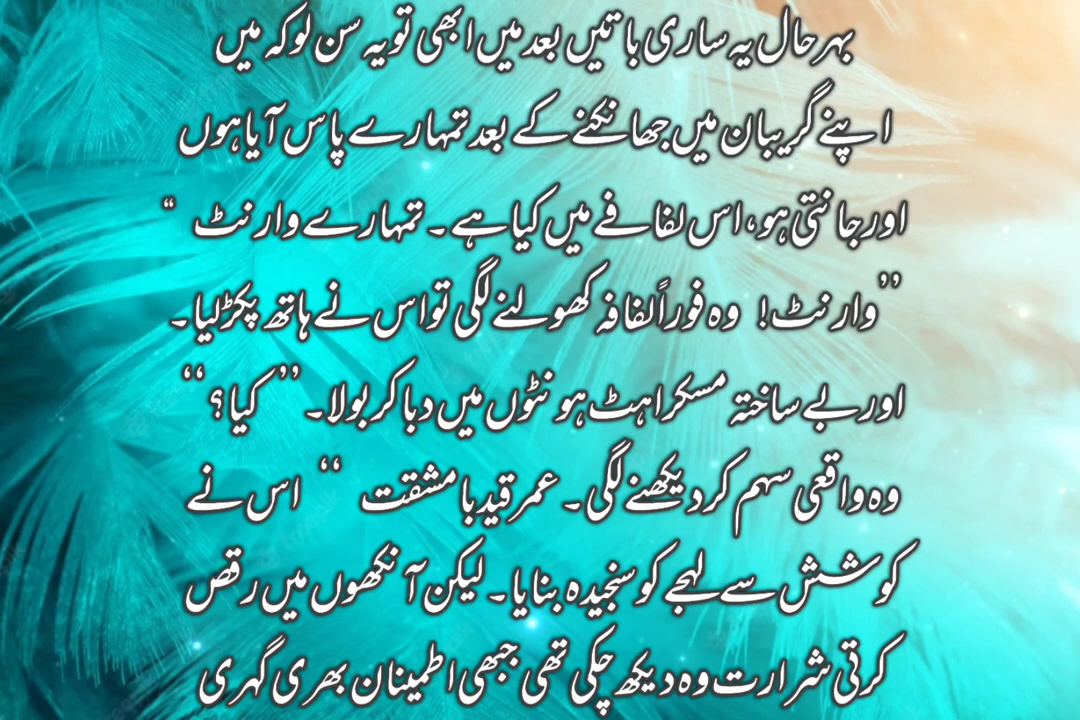 بہرحال یہ ساری باتیں بعد میں ابھی تو یہ سن لو کہ میں
اپنے گریبان میں جھانکنے کے بعد تمہارے پاس آیا ہوں
اور جانتی ہو، اس لفافے میں کیا ہے۔ تمہارے وارنٹ “
’’وارنٹ! وہ فوراً لفافہ کھولنے لگی تو اس نے ہاتھ پکڑ لیا۔
اور بے ساختہ مسکراہٹ ہونٹوں میں دبا کر بولا۔ ’’ کیا؟‘‘
وہ واقعی سہم کر دیکھنے لگی۔ عمر قید با مشقت ‘‘ اس نے
کوشش سے لہجے کو سنجیدہ بنایا۔ لیکن آنکھوں میں رقص
کرتی شرارت وہ دیکھ چکی تھی جبھی اطمینان بھری گہری